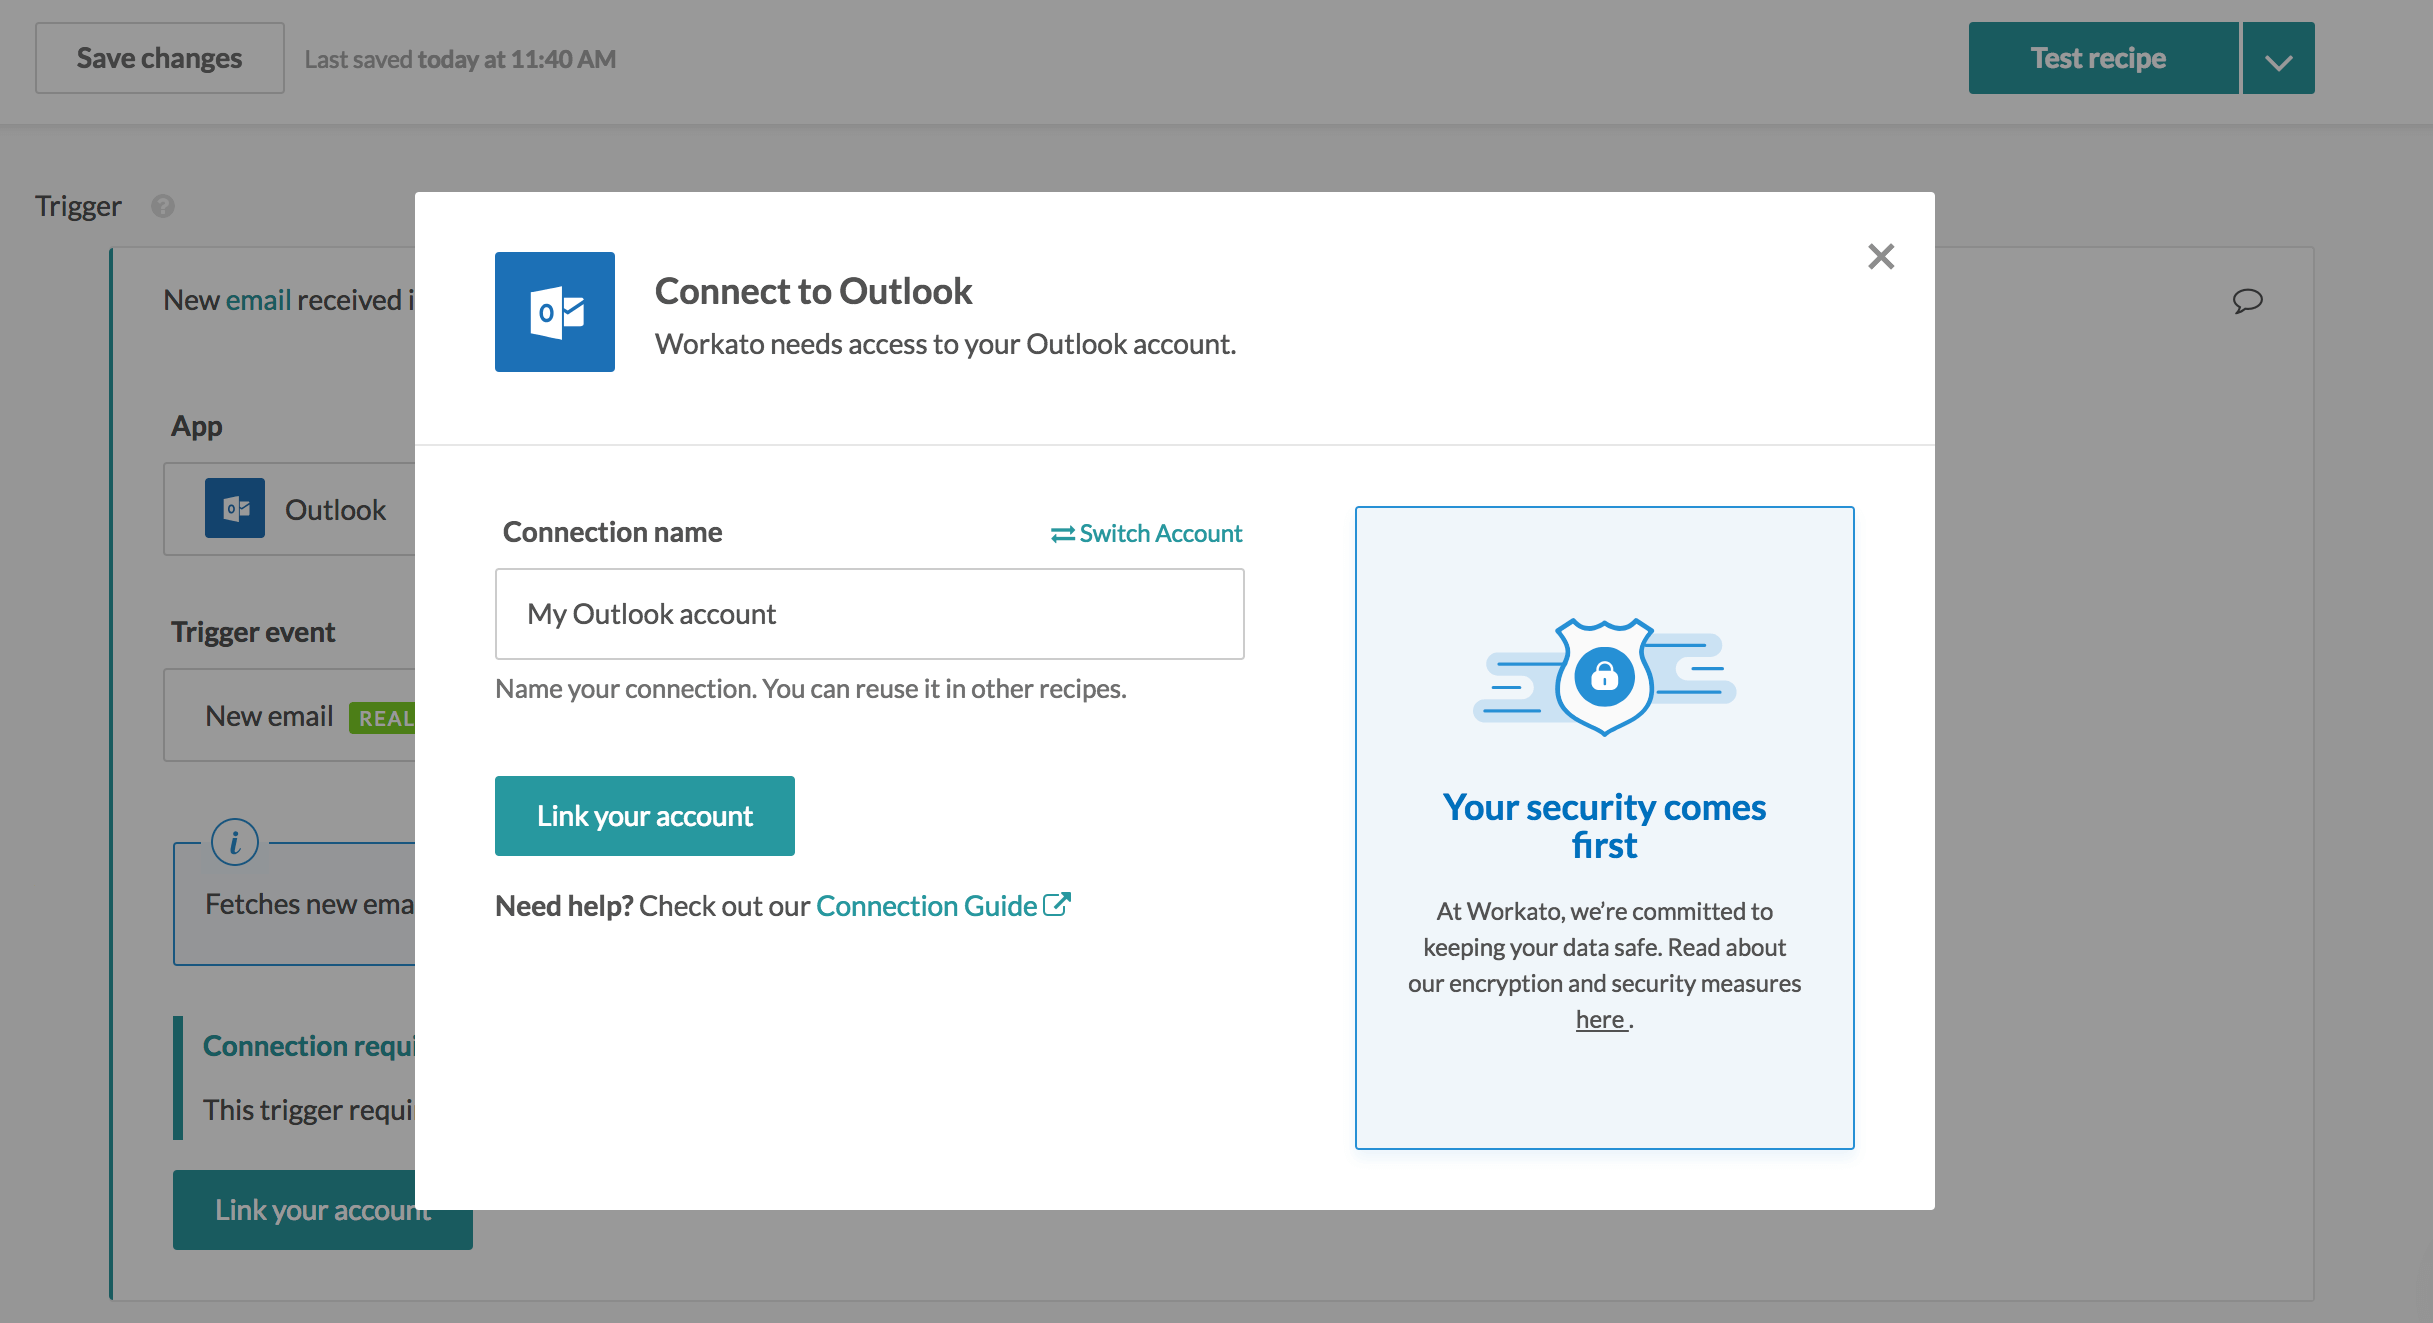 Save changes
Last saved today at 11:40 AM
Test recipe
Trigger
New email received i
Connect to Outlook
Workato needs access to your Outlook account.
App
Outlook
Connection name
Switch Account
My Outlook account
Name your connection. You can reuse it in other recipes.
Trigger event
New email REAL
Link your account
Need help? Check out our Connection Guide
Fetches new ema
Connection requi
This trigger requi
Link your account
Your security comes
first
At Workato, we’re committed to
keeping your data safe. Read about
our encryption and security measures
here .